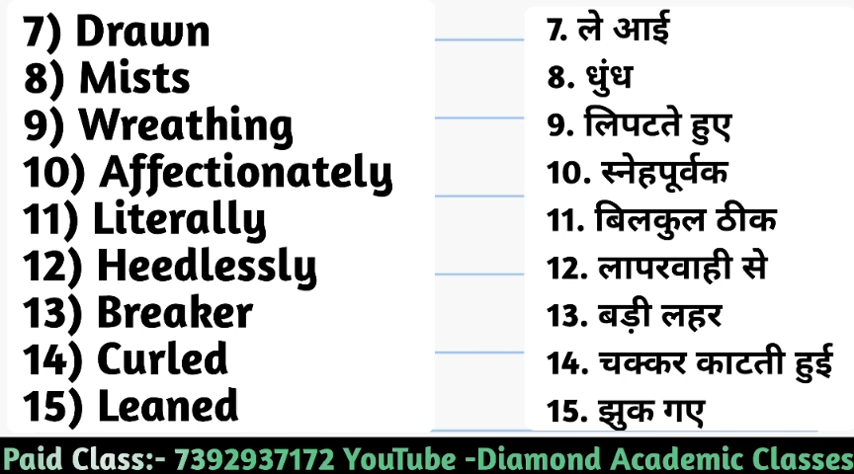 7) Drawn
8) Mists
9) Wreathing
10) Affectionately
11) Literally
12) Heedlessly
13) Breaker
14) Curled
15) Leaned
7. ले आई
8. धुंध
9. लिपटते हुए
10. स्नेहपूर्वक
11. बिलकुल ठीक
12. लापरवाही से
13. बड़ी लहर
14. चक्कर काटती हुई
15. झुक गए
Paid Class:- 7392937172 YouTube -Diamond Academic Classes